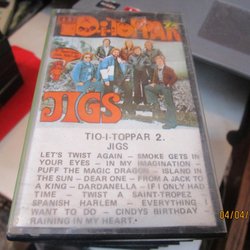 TIO-I-TOPPAR
JIGS
TIO-I-TOPPAR 2.
JIGS
LET'S TWIST AGAIN - SMOKE GETS IN
YOUR EYES - IN MY IMAGINATION -
PUFF THE MAGIC DRAGON - ISLAND IN
THE SUN - DEAR ONE - FROM A JACK TO
A KING - DARDANELLA - IF I ONLY HAD
TIME - TWIST A SAINT-TROPEZ -
SPANISH HARLEM - EVERYTHING I
WANT TO DO - CINDYS BIRTHDAY
RAINING IN MY HEART.
04/04/